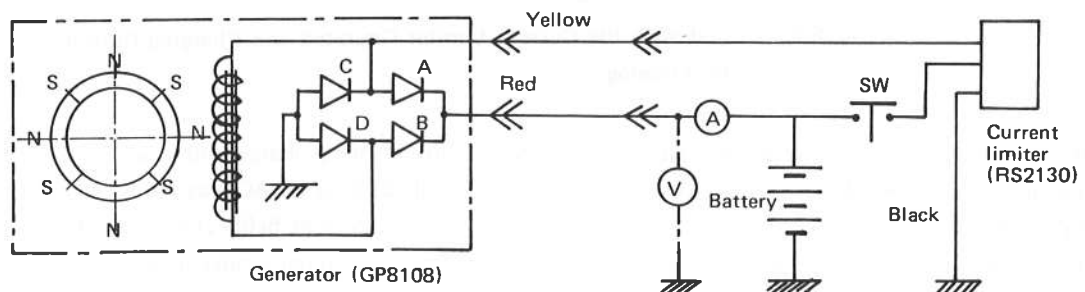 Yellow
N
S
S
N
N
S
S
N
C
A
D
B
Red
A
SW
V
Battery
Current
limiter
(RS2130)
Black
Generator (GP8108)